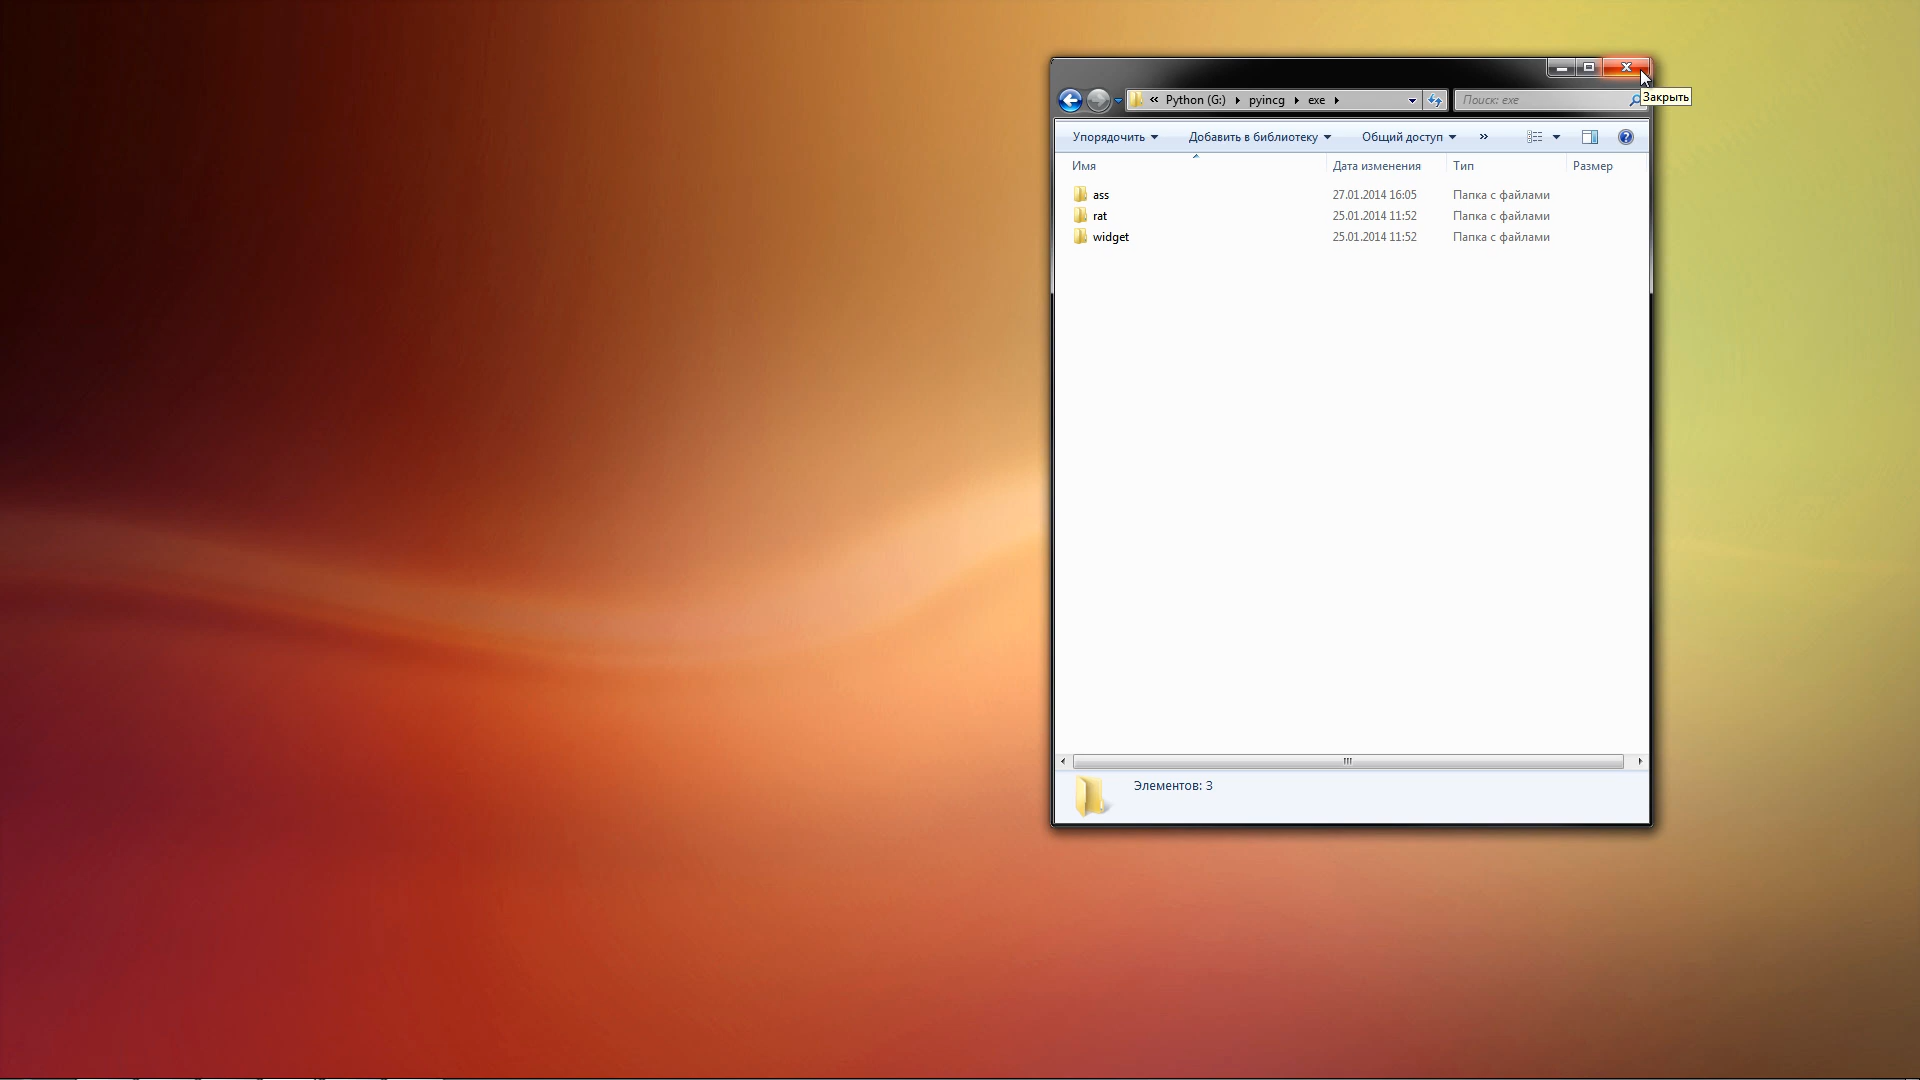 « Python (G:) pyincg exe
Поиск: exe
Закрыть
Упорядочить Добавить в библиотеку Общий доступ »
Имя Дата изменения Тип Размер
ass 27.01.2014 16:05 Папка с файлами
rat 25.01.2014 11:52 Папка с файлами
widget 25.01.2014 11:52 Папка с файлами
Элементов: 3